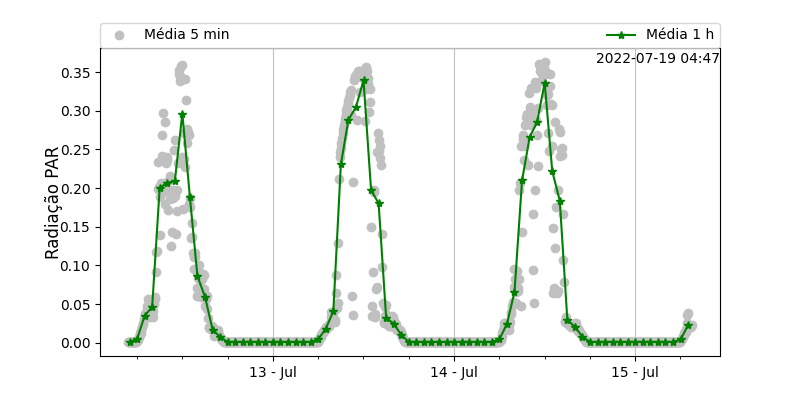 Média 5 min
Média 1 h
2022-07-19 04:47
Radiação PAR
0.35
0.30
0.25
0.20
0.15
0.10
0.05
0.00
13 - Jul
14 - Jul
15 - Jul